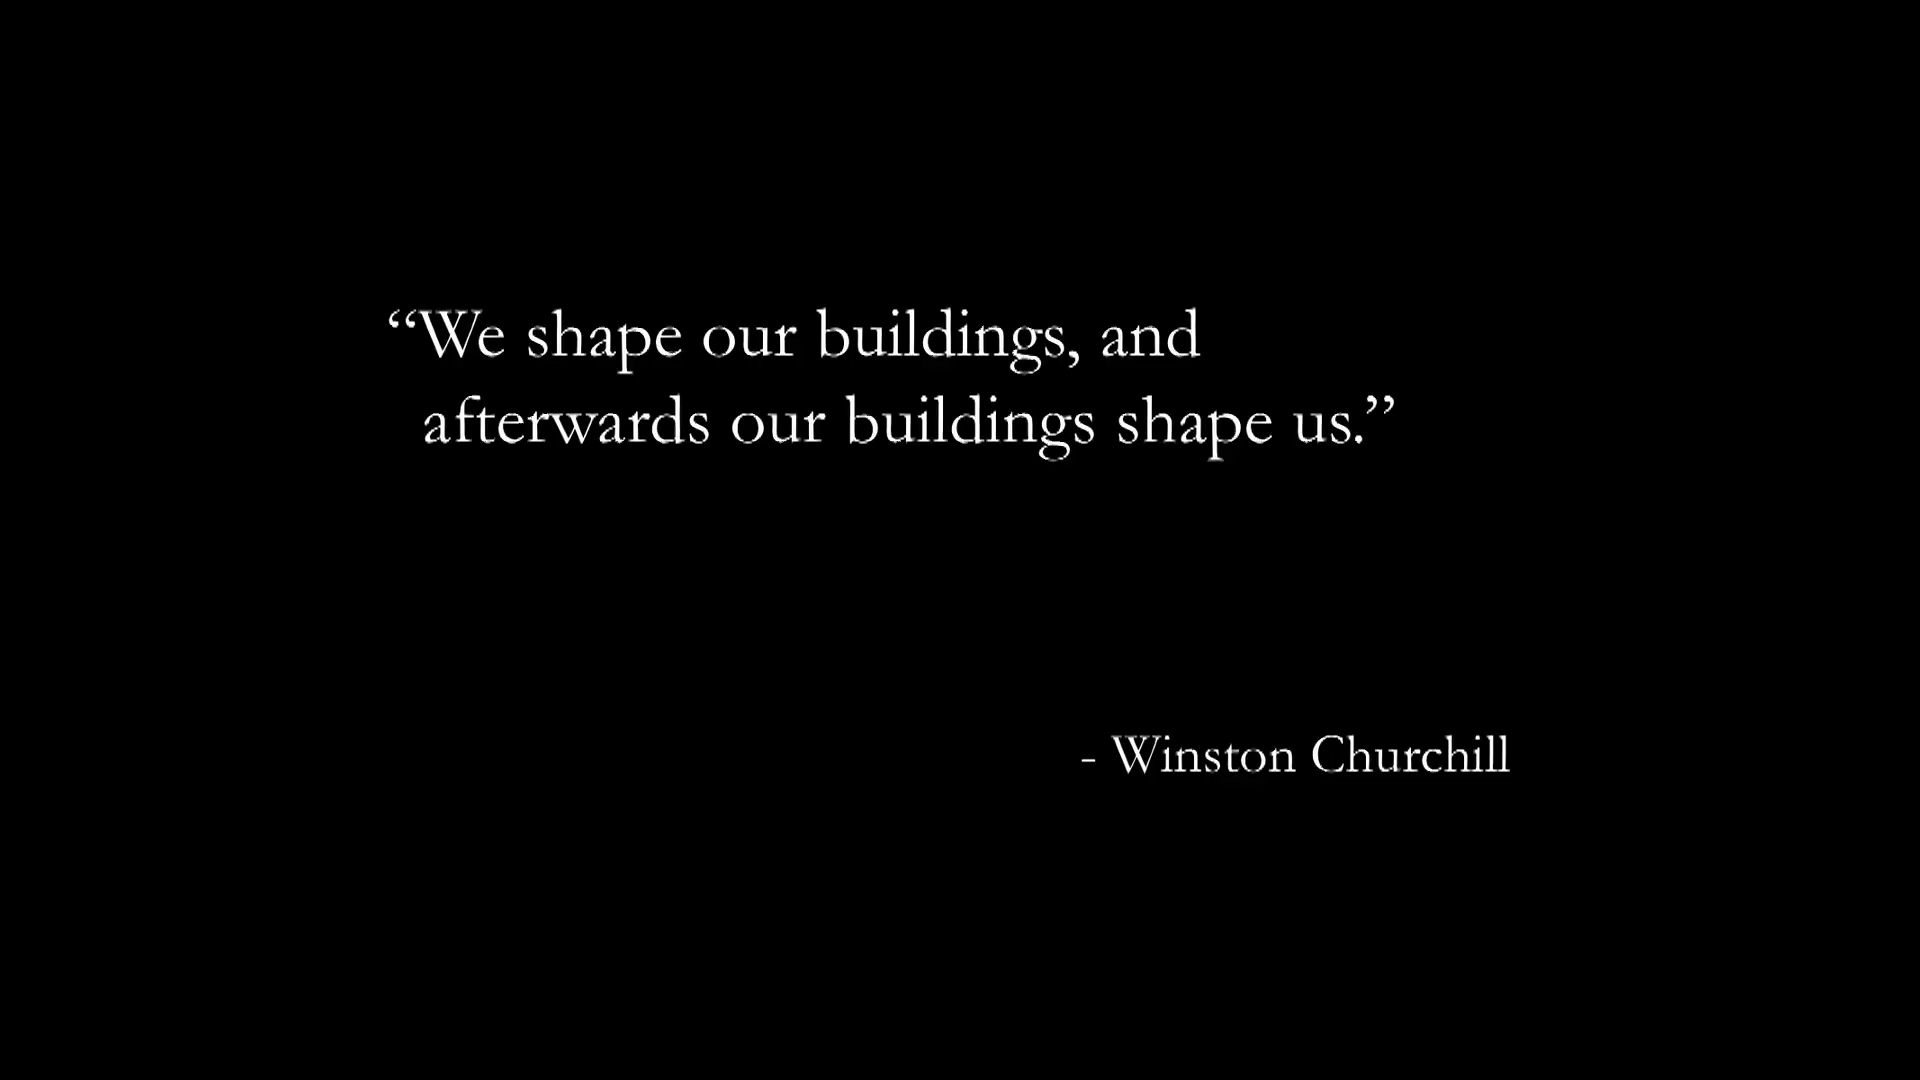 “We shape our buildings, and
afterwards our buildings shape us.”
- Winston Churchill